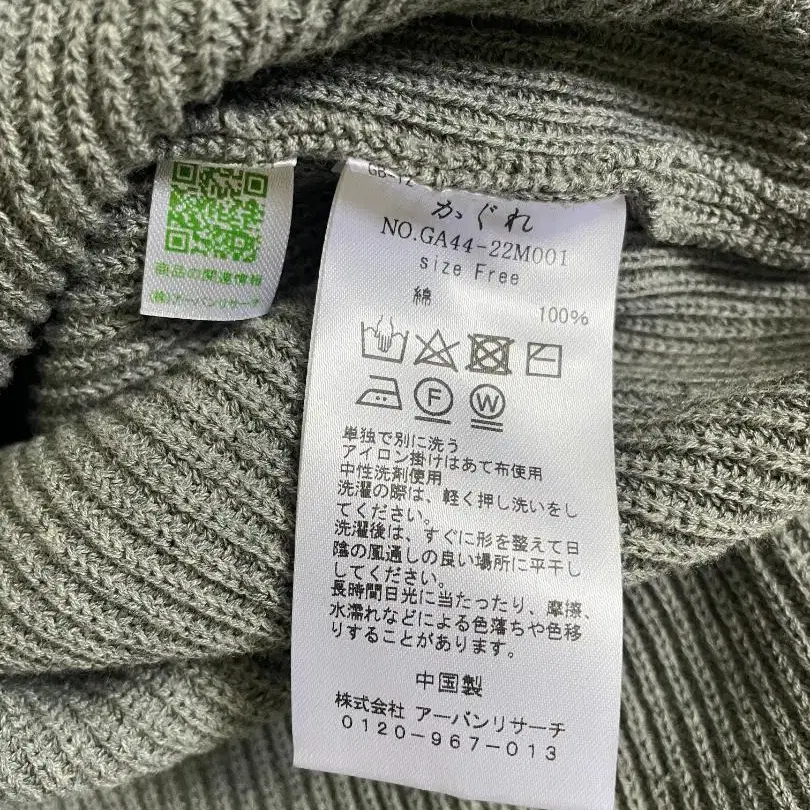 商品の関連情報
(株)アーバンリサーチ
かぐれ
NO.GA44-22M001
size Free
綿 100%
F
W
単独で別に洗う
アイロン掛けはあて布使用
中性洗剤使用
洗濯の際は、軽く押し洗いをし
てください。
洗濯後は、すぐに形を整えて日
陰の風通しの良い場所に平干し
してください。
長時間日光に当たったり、摩擦、
水濡れなどによる色落ちや色移
りすることがあります。
中国製
株式会社 アーバンリサーチ
0120-967-013